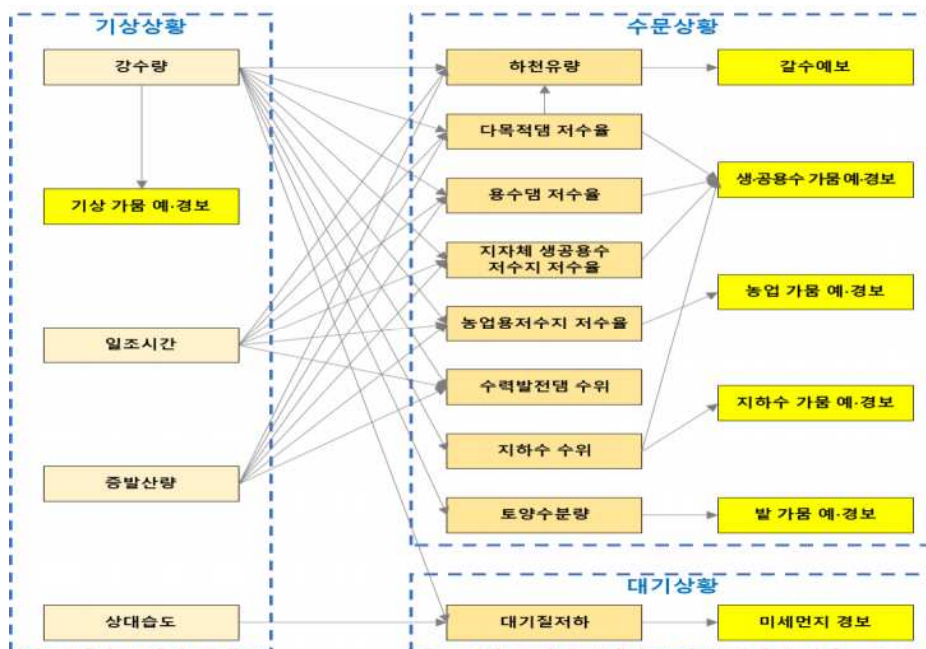 기상상황
수문상황
강수량
하천유량
갈수예보
다목적댐 저수율
기상 가뭄 예·경보
용수댐 저수율
생·공용수 가뭄 예·경보
지자체 생공용수
저수지 저수율
농업 가뭄 예·경보
일조시간
농업용저수지 저수율
수력발전댐 수위
지하수 가뭄 예·경보
지하수 수위
증발산량
토양수분량
밭 가뭄 예·경보
대기상황
상대습도
대기질저하
미세먼지 경보